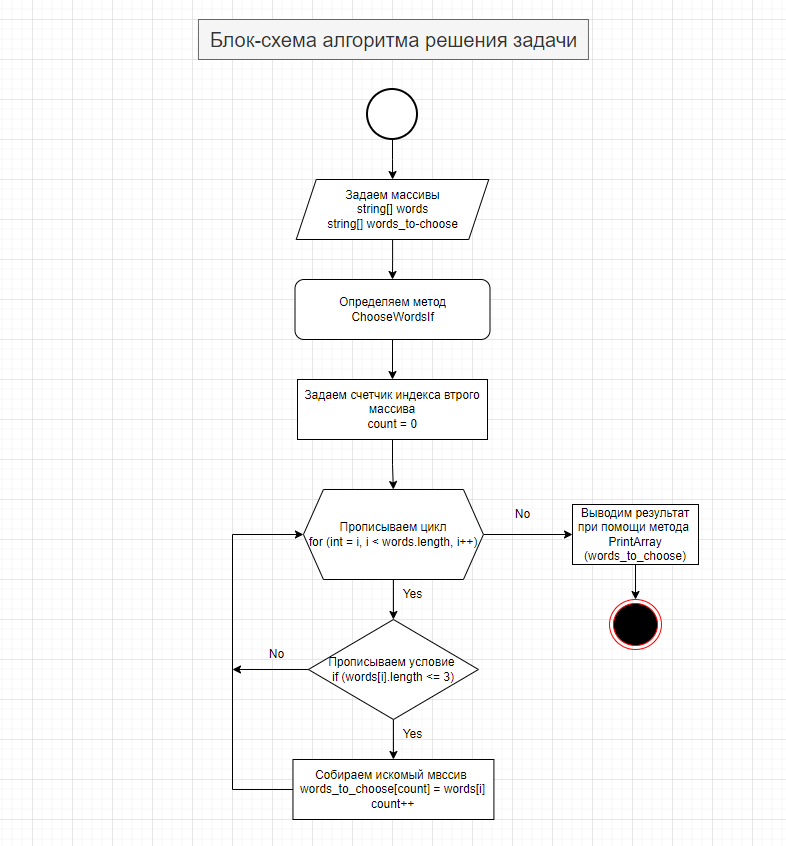 Блок-схема алгоритма решения задачи
Задаем массивы
string[] words
string[] words_to-choose
Определяем метод
ChooseWordsIf
Задаем счетчик индекса втрого
массива
count = 0
Прописываем цикл
for (int = i, i < words.length, i++)
No
Выводим результат
при помощи метода
PrintArray
(words_to_choose)
Yes
Прописываем условие
if (words[i].length <= 3)
No
Yes
Собираем искомый мвссив
words_to_choose[count] = words[i]
count++